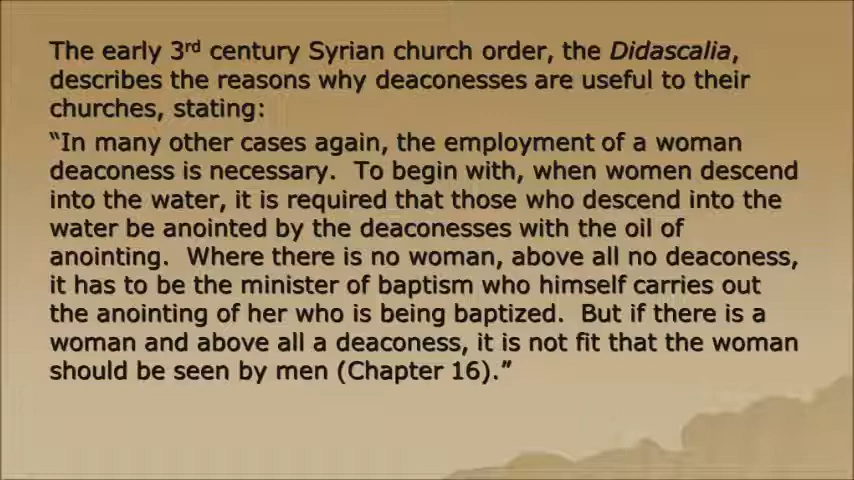 The early 3rd century Syrian church order, the Didascalia,
describes the reasons why deaconesses are useful to their
churches, stating:
“In many other cases again, the employment of a woman
deaconess is necessary.  To begin with, when women descend
into the water, it is required that those who descend into the
water be anointed by the deaconesses with the oil of
anointing.  Where there is no woman, above all no deaconess,
it has to be the minister of baptism who himself carries out
the anointing of her who is being baptized.  But if there is a
woman and above all a deaconess, it is not fit that the woman
should be seen by men (Chapter 16).”